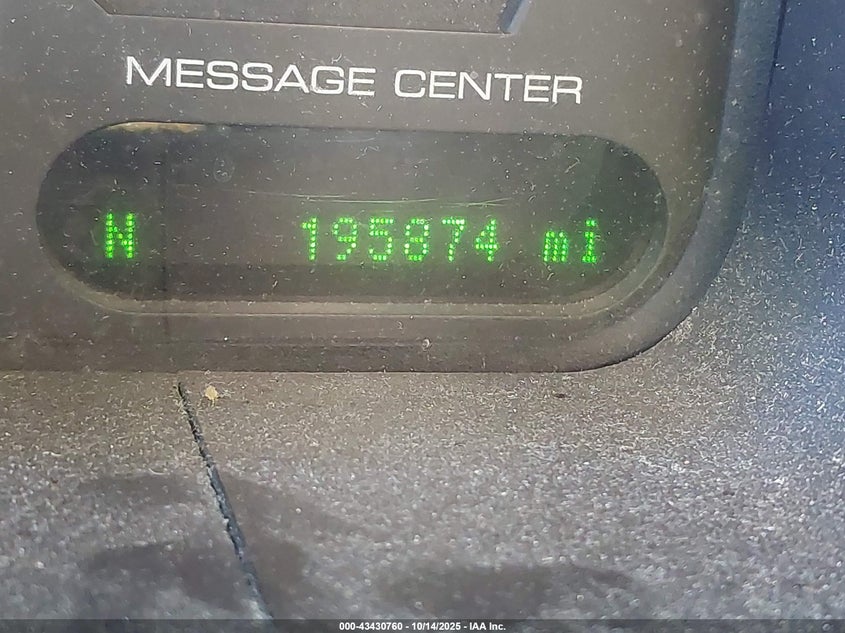 MESSAGE CENTER
N 195874 mi
000-43430760 - 10/14/2025 - IAA Inc.